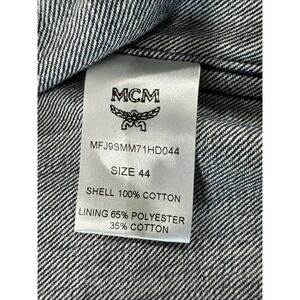 MCM
MFJ9SMM71HD044
SIZE 44
SHELL 100% COTTON
LINING 65% POLYESTER
35% COTTON